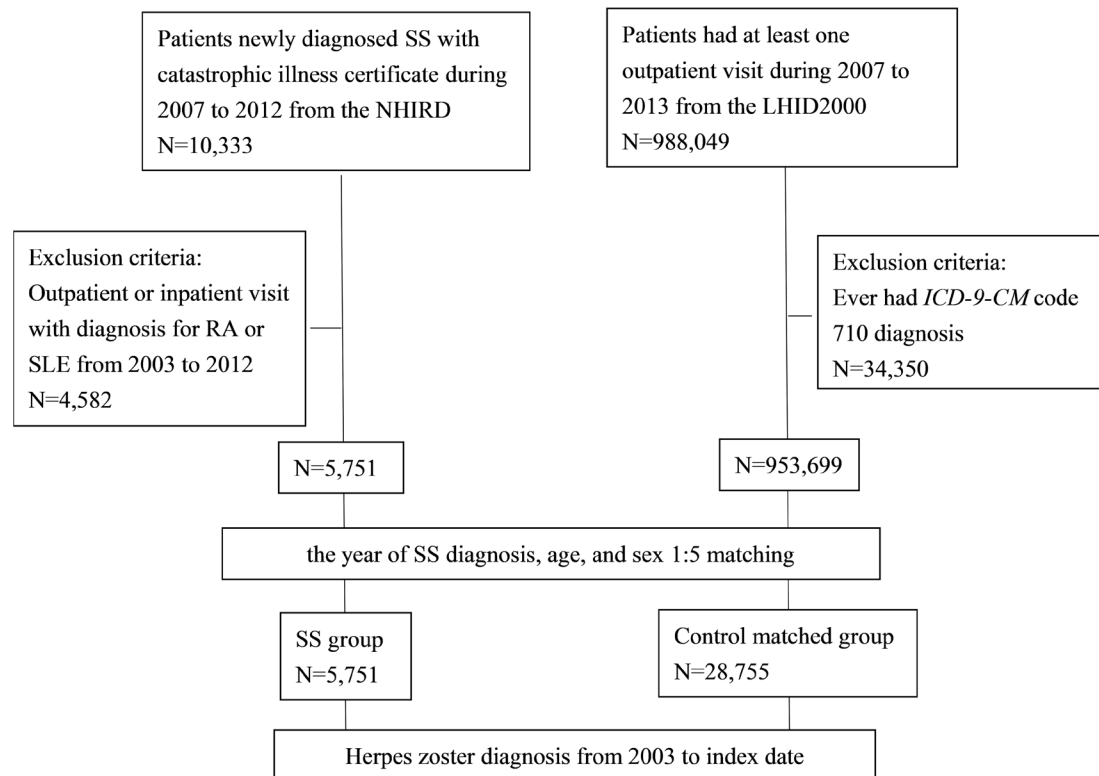 Patients newly diagnosed SS with
catastrophic illness certificate during
2007 to 2012 from the NHIRD
N=10,333
Patients had at least one
outpatient visit during 2007 to
2013 from the LHID2000
N=988,049
Exclusion criteria:
Outpatient or inpatient visit
with diagnosis for RA or
SLE from 2003 to 2012
N=4,582
Exclusion criteria:
Ever had ICD-9-CM code
710 diagnosis
N=34,350
N=5,751
N=953,699
the year of SS diagnosis, age, and sex 1:5 matching
SS group
N=5,751
Control matched group
N=28,755
Herpes zoster diagnosis from 2003 to index date